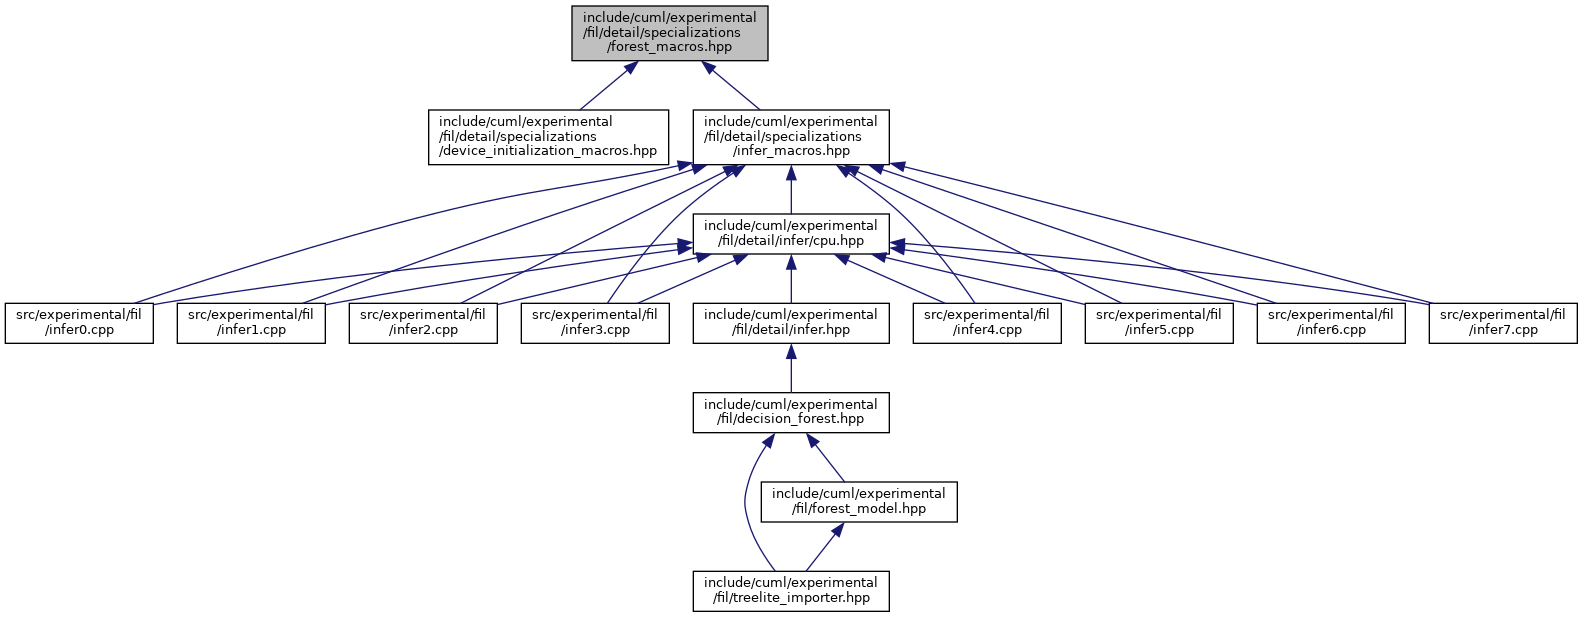 include/cuml/experimental
/fil/detail/specializations
/forest_macros.hpp
include/cuml/experimental
/fil/detail/specializations
/device_initialization_macros.hpp
include/cuml/experimental
/fil/detail/specializations
/infer_macros.hpp
include/cuml/experimental
/fil/detail/infer/cpu.hpp
src/experimental/fil
/infer0.cpp
src/experimental/fil
/infer1.cpp
src/experimental/fil
/infer2.cpp
src/experimental/fil
/infer3.cpp
include/cuml/experimental
/fil/detail/infer.hpp
src/experimental/fil
/infer4.cpp
src/experimental/fil
/infer5.cpp
src/experimental/fil
/infer6.cpp
src/experimental/fil
/infer7.cpp
include/cuml/experimental
/fil/decision_forest.hpp
include/cuml/experimental
/fil/forest_model.hpp
include/cuml/experimental
/fil/treelite_importer.hpp